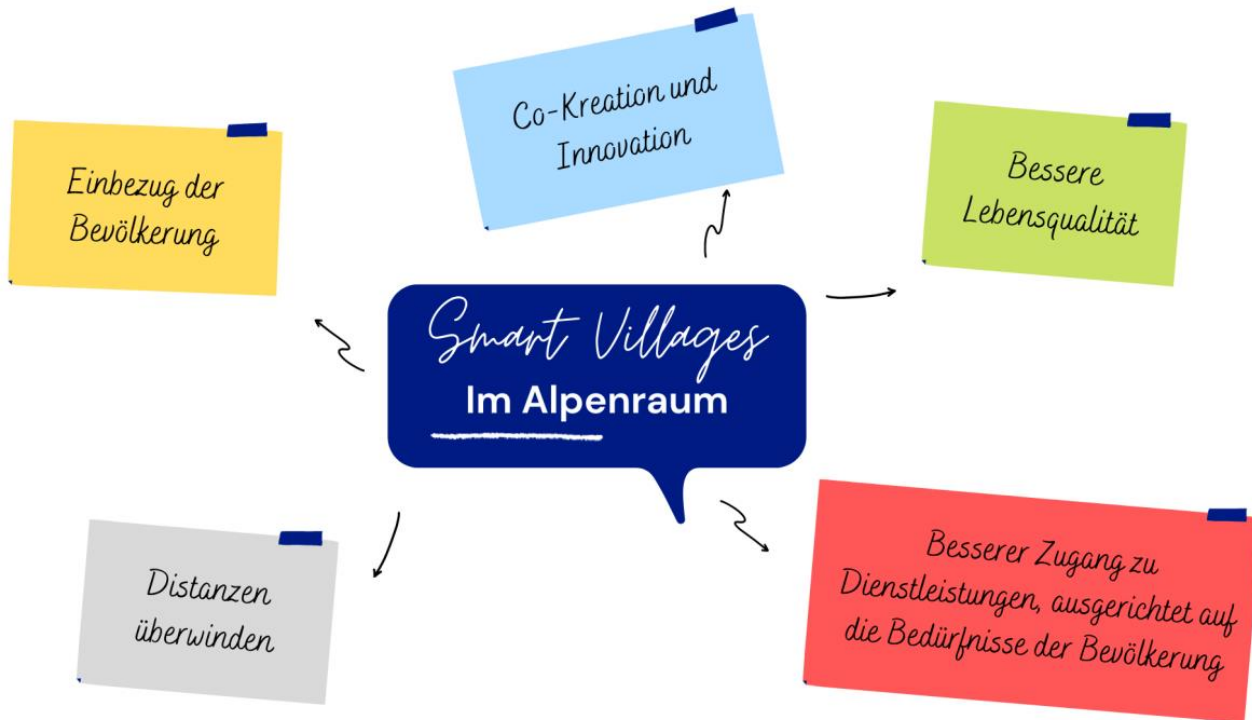 Co-Kreation und
Innovation
Einbezug der
Bevölkerung
Bessere
Lebensqualität
Smart Villages
Im Alpenraum
Distanzen
überwinden
Besserer Zugang zu
Dienstleistungen, ausgerichtet auf
die Bedürfnisse der Bevölkerung